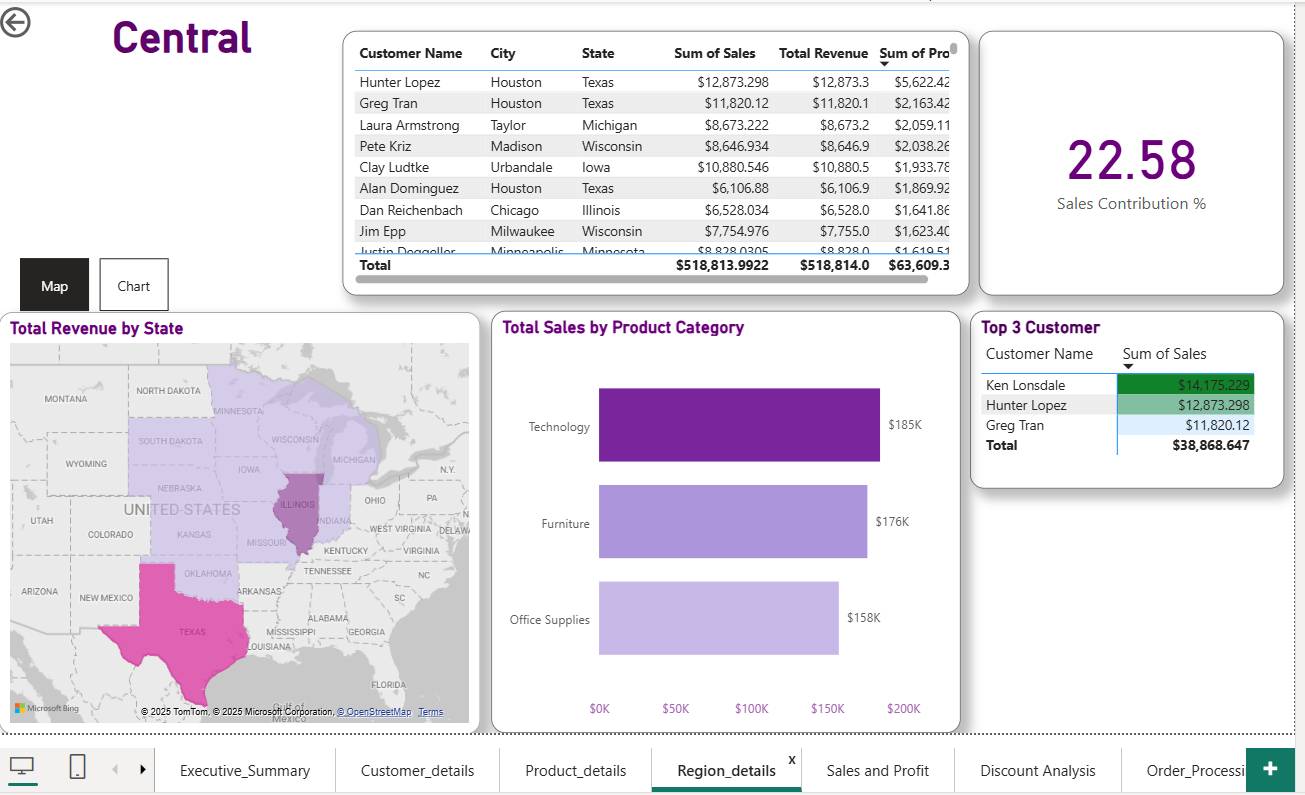 Central
Customer Name City State Sum of Sales Total Revenue Sum of Pro
Hunter Lopez Houston Texas $12,873.298 $12,873.3 $5,622.42
Greg Tran Houston Texas $11,820.12 $11,820.1 $2,163.42
Laura Armstrong Taylor Michigan $8,673.222 $8,673.2 $2,059.11
Pete Kriz Madison Wisconsin $8,646.934 $8,646.9 $2,038.26
Clay Ludtke Urbandale Iowa $10,880.546 $10,880.5 $1,933.78
Alan Dominguez Houston Texas $6,106.88 $6,106.9 $1,869.92
Dan Reichenbach Chicago Illinois $6,528.034 $6,528.0 $1,641.86
Jim Epp Milwaukee Wisconsin $7,754.976 $7,755.0 $1,623.40
Justin Deggeller Minneapolis Minnesota $8,828.0305 $8,828.0 $1,619.51
Total $518,813.9922 $518,814.0 $63,609.3
22.58
Sales Contribution %
Map
Chart
Total Revenue by State
MONTANA
NORTH DAKOTA
MINNESOTA
SOUTH DAKOTA
WISCONSIN
MICHIGAN
WYOMING
IOWA
N.Y.
NEBRASKA
UNITED STATES
ILLINOIS
OHIO
PA
UTAH
COLORADO
KANSAS
MISSOURI
INDIANA
WEST VIRGINIA
DELAW
KENTUCKY
VIRGINIA
OKLAHOMA
TENNESSEE
NC
ARIZONA
NEW MEXICO
ARKANSAS
SC
TEXAS
MISSISSIPPI
ALABAMA
GEORGIA
LOUISIANA
FLORIDA
Gulf of
Mexico
Microsoft Bing
© 2025 TomTom, © 2025 Microsoft Corporation, © OpenStreetMap Terms
Total Sales by Product Category
Technology $185K
Furniture $176K
Office Supplies $158K
$0K $50K $100K $150K $200K
Top 3 Customer
Customer Name Sum of Sales
Ken Lonsdale $14,175.229
Hunter Lopez $12,873.298
Greg Tran $11,820.12
Total $38,868.647
Executive_Summary Customer_details Product_details Region_details x Sales and Profit Discount Analysis Order_Processi +